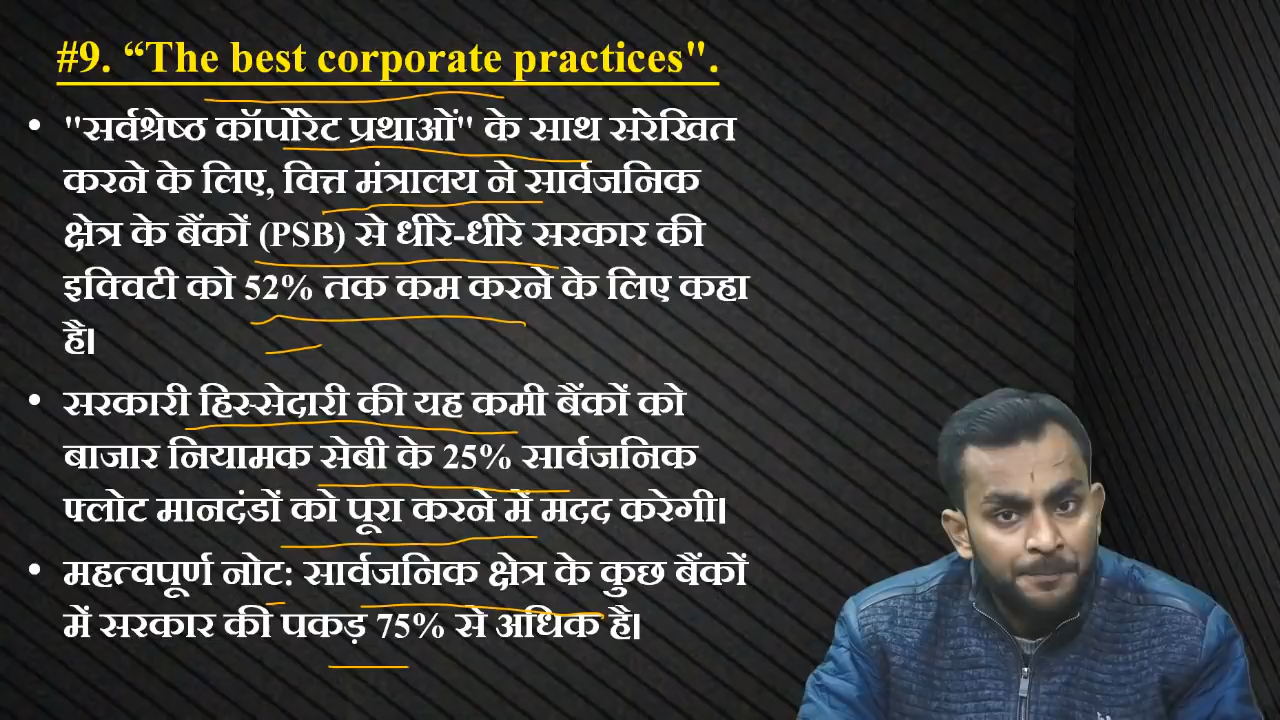 #9. “The best corporate practices".
• "सर्वश्रेष्ठ कॉर्पोरेट प्रथाओं" के साथ संरेखित
करने के लिए, वित्त मंत्रालय ने सार्वजनिक
क्षेत्र के बैंकों (PSB) से धीरे-धीरे सरकार की
इक्विटी को 52% तक कम करने के लिए कहा
है।
• सरकारी हिस्सेदारी की यह कमी बैंकों को
बाजार नियामक सेबी के 25% सार्वजनिक
फ्लोट मानदंडों को पूरा करने में मदद करेगी।
• महत्वपूर्ण नोट: सार्वजनिक क्षेत्र के कुछ बैंकों
में सरकार की पकड़ 75% से अधिक है।